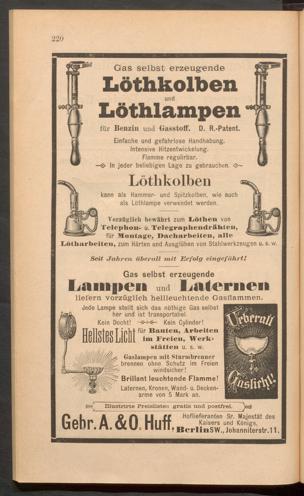 220
Gas selbst erzeugende
Löthkolben
und
Löthlampen
für Benzin und Gasstoff. D. R.-Patent.
Einfache und gefahrlose Handhabung.
Intensive Hitzentwickelung.
Flamme regulirbar.
In jeder beliebigen Lage zu gebrauchen.
Löthkolben
kann als Hammer- und Spitzkolben, wie auch
als Löthlampe verwendet werden.
Vorzüglich bewährt zum Löthen von
Telephon- u. Telegraphendrähten,
für Montage, Dacharbeiten, alle
Lötharbeiten, zum Härten und Ausglühen von Stahlwerkzeugen u. s. w.
Seit Jahren überall mit Erfolg eingeführt!
Gas selbst erzeugende
Lampen und Laternen
liefern vorzüglich hellleuchtende Gasflammen.
Jede Lampe stellt sich das nöthige Gas selbst
her und ist transportabel.
Kein Docht! Kein Cylinder!
Hellstes Licht für Bauten, Arbeiten
im Freien, Werk-
stätten u. s. w.
Gaslampen mit Sturmbrenner
brennen ohne Schutz im Freien
windsicher!
Brillant leuchtende Flamme!
Laternen, Kronen, Wand- u. Decken-
arme von 5 Mark an.
Ueberall
Gaslicht!
Illustrirte Preislisten gratis und postfrei.
Gebr. A. & O. Huff,
Hoflieferanten Sr. Majestät des
Kaisers und Königs,
Berlin SW., Johanniterstr. 11.